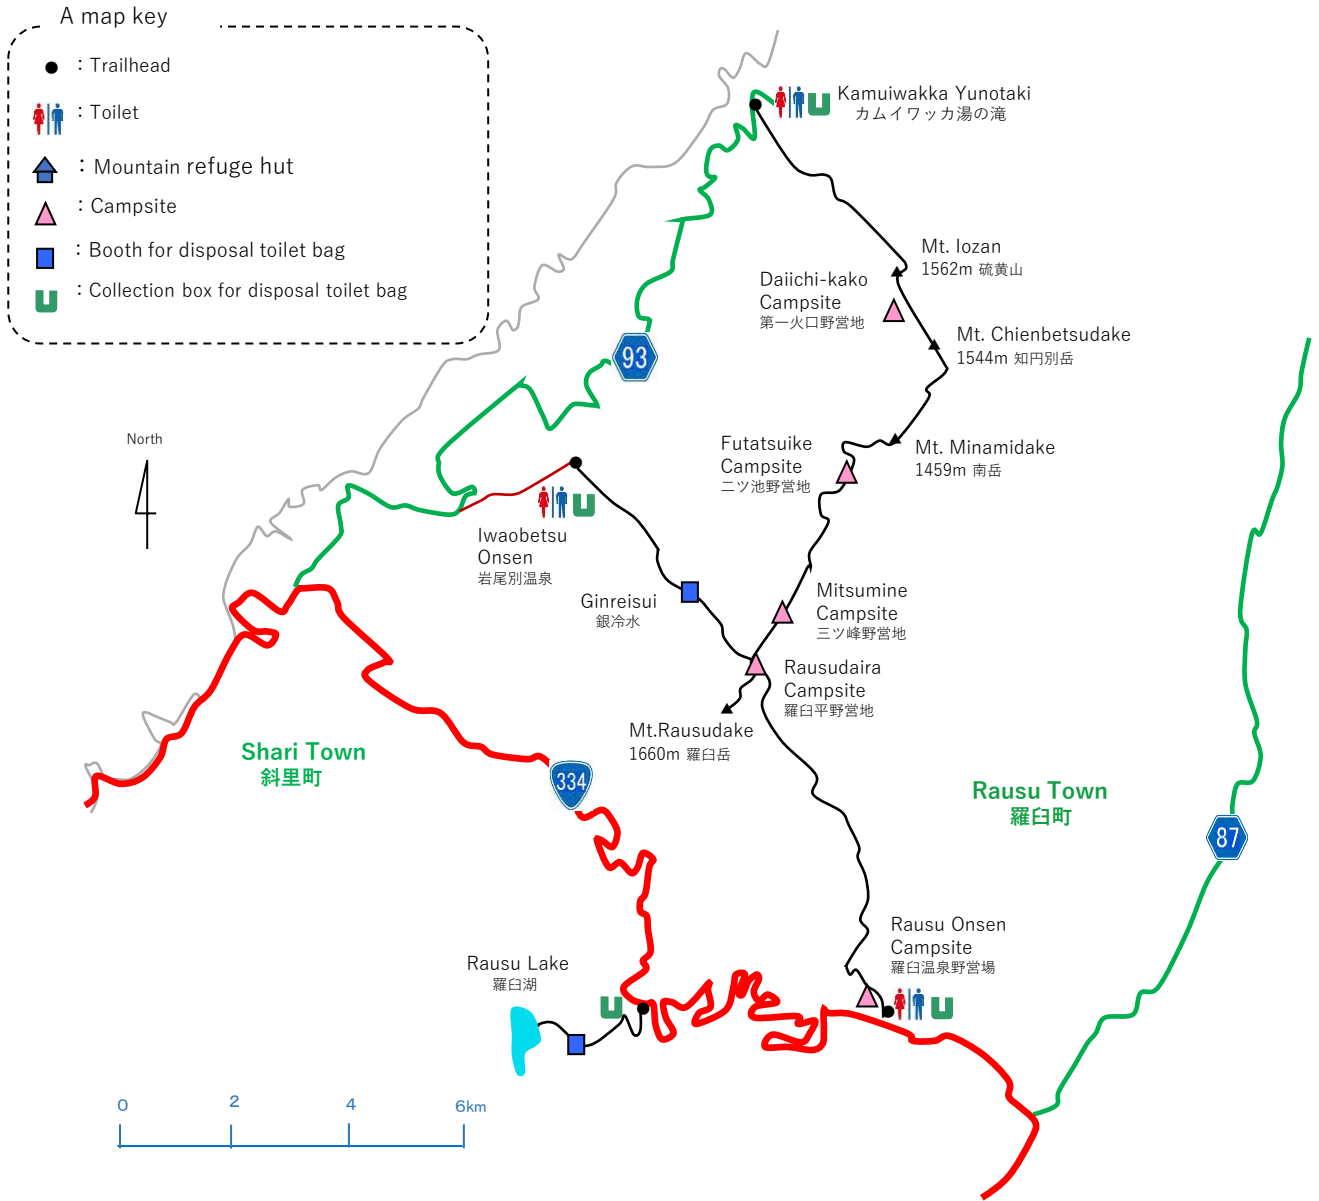 A map key
：Trailhead
：Toilet
：Mountain refuge hut
：Campsite
：Booth for disposal toilet bag
：Collection box for disposal toilet bag
Kamuiwakka Yunotaki
カムイワッカ湯の滝
Mt. Iozan
1562m 硫黄山
Daiichi-kako
Campsite
第一火口野営地
Mt. Chienbetsudake
1544m 知円別岳
93
North
Futatsuike
Campsite
二ツ池野営地
Mt. Minamidake
1459m 南岳
Iwaobetsu
Onsen
岩尾別温泉
Ginreisui
銀冷水
Mitsumine
Campsite
三ツ峰野営地
Rausudaira
Campsite
羅臼平野営地
Mt.Rausudake
1660m 羅臼岳
Shari Town
斜里町
334
Rausu Town
羅臼町
87
Rausu Onsen
Campsite
羅臼温泉野営場
Rausu Lake
羅臼湖
0 2 4 6km